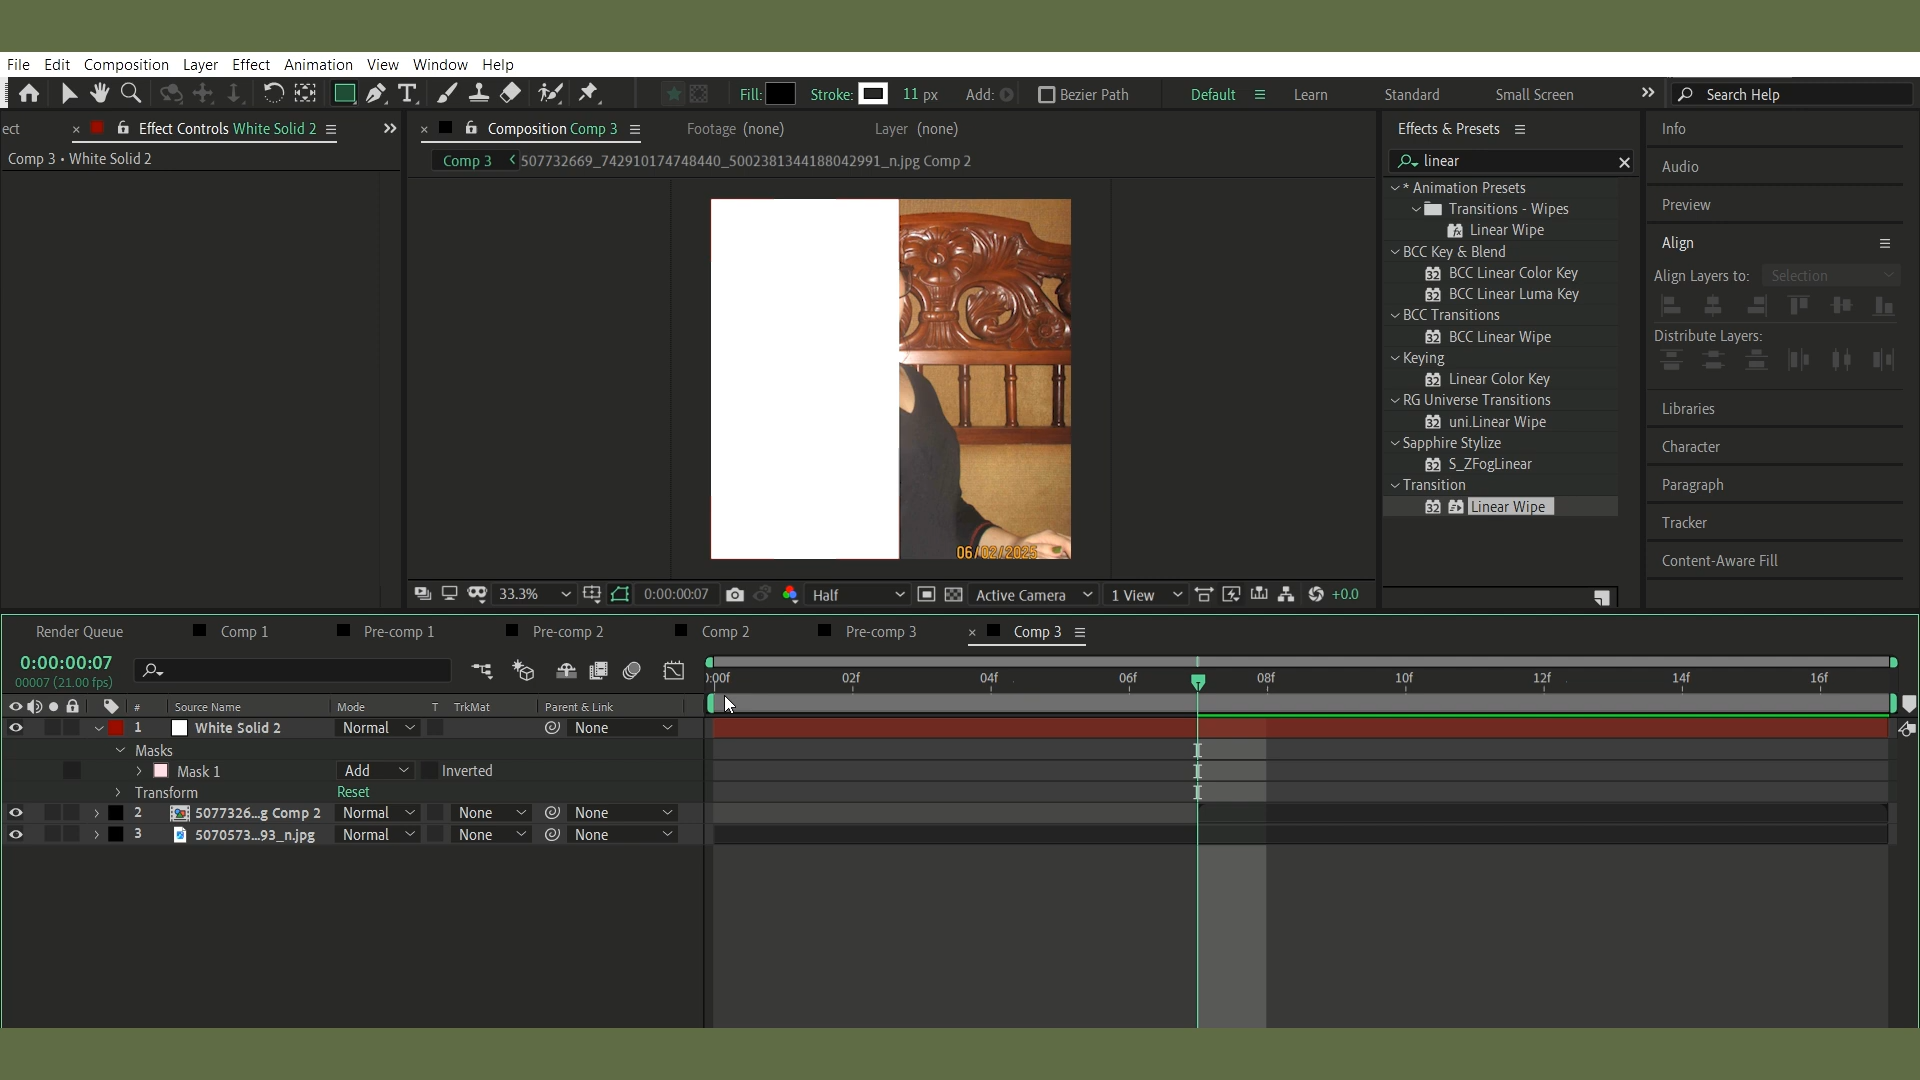 File Edit Composition Layer Effect Animation View Window Help
Fill: Stroke: 11 px Add: Bezier Path Default Learn Standard Small Screen Search Help
ect Effect Controls White Solid 2
Comp 3 • White Solid 2
Composition Comp 3 Footage (none) Layer (none)
Comp 3 507732669_742910174748440_5002381344188042991_n.jpg Comp 2
06/02/2025
33.3% 0:00:00:07 Half Active Camera 1 View +0.0
Effects & Presets
linear
* Animation Presets
Transitions - Wipes
Linear Wipe
BCC Key & Blend
BCC Linear Color Key
BCC Linear Luma Key
BCC Transitions
BCC Linear Wipe
Keying
Linear Color Key
RG Universe Transitions
uni.Linear Wipe
Sapphire Stylize
S_ZFogLinear
Transition
Linear Wipe
Info
Audio
Preview
Align
Align Layers to: Selection
Distribute Layers:
Libraries
Character
Paragraph
Tracker
Content-Aware Fill
Render Queue Comp 1 Pre-comp 1 Pre-comp 2 Comp 2 Pre-comp 3 Comp 3
0:00:00:07
00007 (21.00 fps)
):00f 02f 04f 06f 08f 10f 12f 14f 16f
# Source Name Mode T TrkMat Parent & Link
1 White Solid 2 Normal None
Masks
Mask 1 Add Inverted
Transform Reset
2 5077326...g Comp 2 Normal None None
3 5070573...93_n.jpg Normal None None